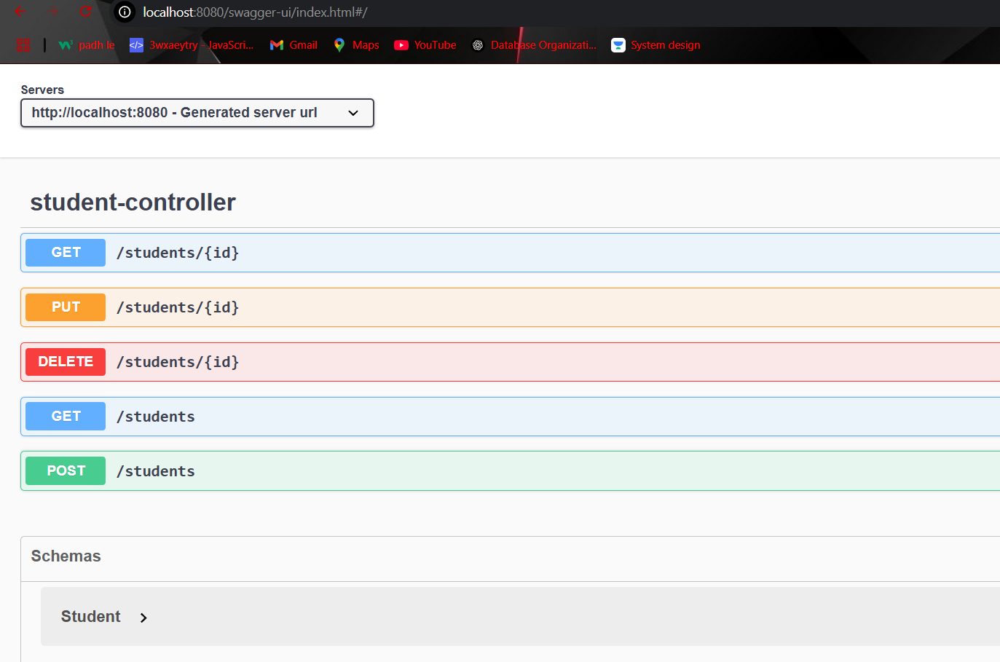 localhost:8080/swagger-ui/index.html#/
padh le 3wxaeytry - JavaScri... Gmail Maps YouTube Database Organizati... System design
Servers
http://localhost:8080 - Generated server url
student-controller
GET /students/{id}
PUT /students/{id}
DELETE /students/{id}
GET /students
POST /students
Schemas
Student